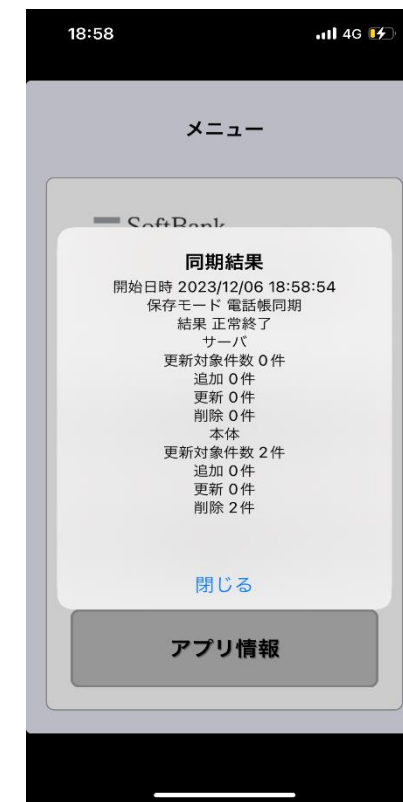 18:58
4G
メニュー
SoftBank
同期結果
開始日時 2023/12/06 18:58:54
保存モード 電話帳同期
結果 正常終了
サーバ
更新対象件数 0件
追加 0件
更新 0件
削除 0件
本体
更新対象件数 2件
追加 0件
更新 0件
削除 2件
閉じる
アプリ情報